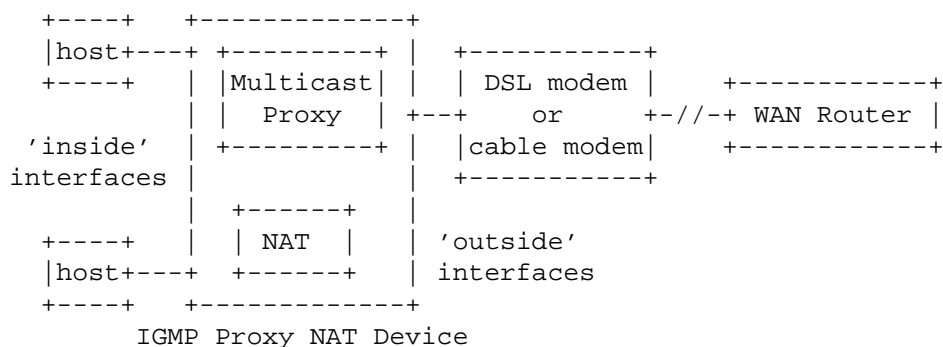 host
Multicast DSL modem
Proxy or WAN Router
'inside' cable modem
interfaces
NAT 'outside'
host interfaces
IGMP Proxy NAT Device